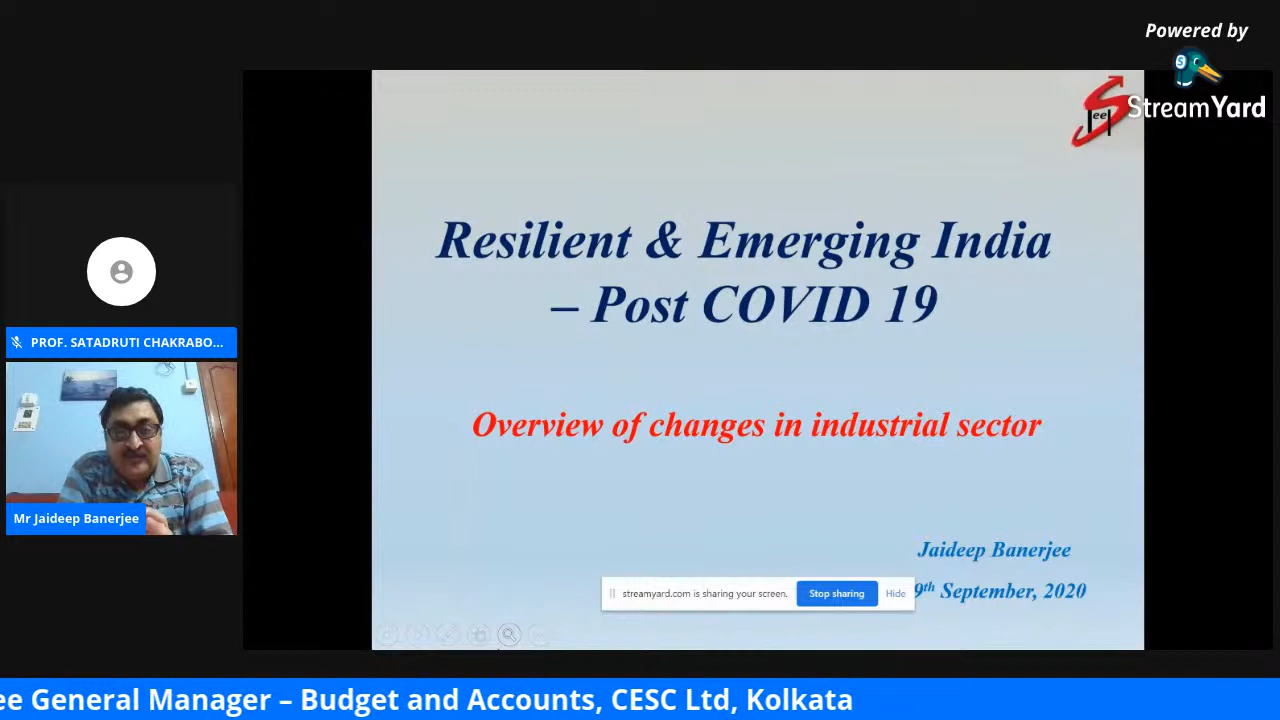 Powered by
StreamYard
ee
Resilient & Emerging India
– Post COVID 19
Overview of changes in industrial sector
Jaideep Banerjee
9th September, 2020
streamyard.com is sharing your screen.
Stop sharing
Hide
PROF. SATADRUTI CHAKRABO...
Mr Jaideep Banerjee
ee General Manager – Budget and Accounts, CESC Ltd, Kolkata